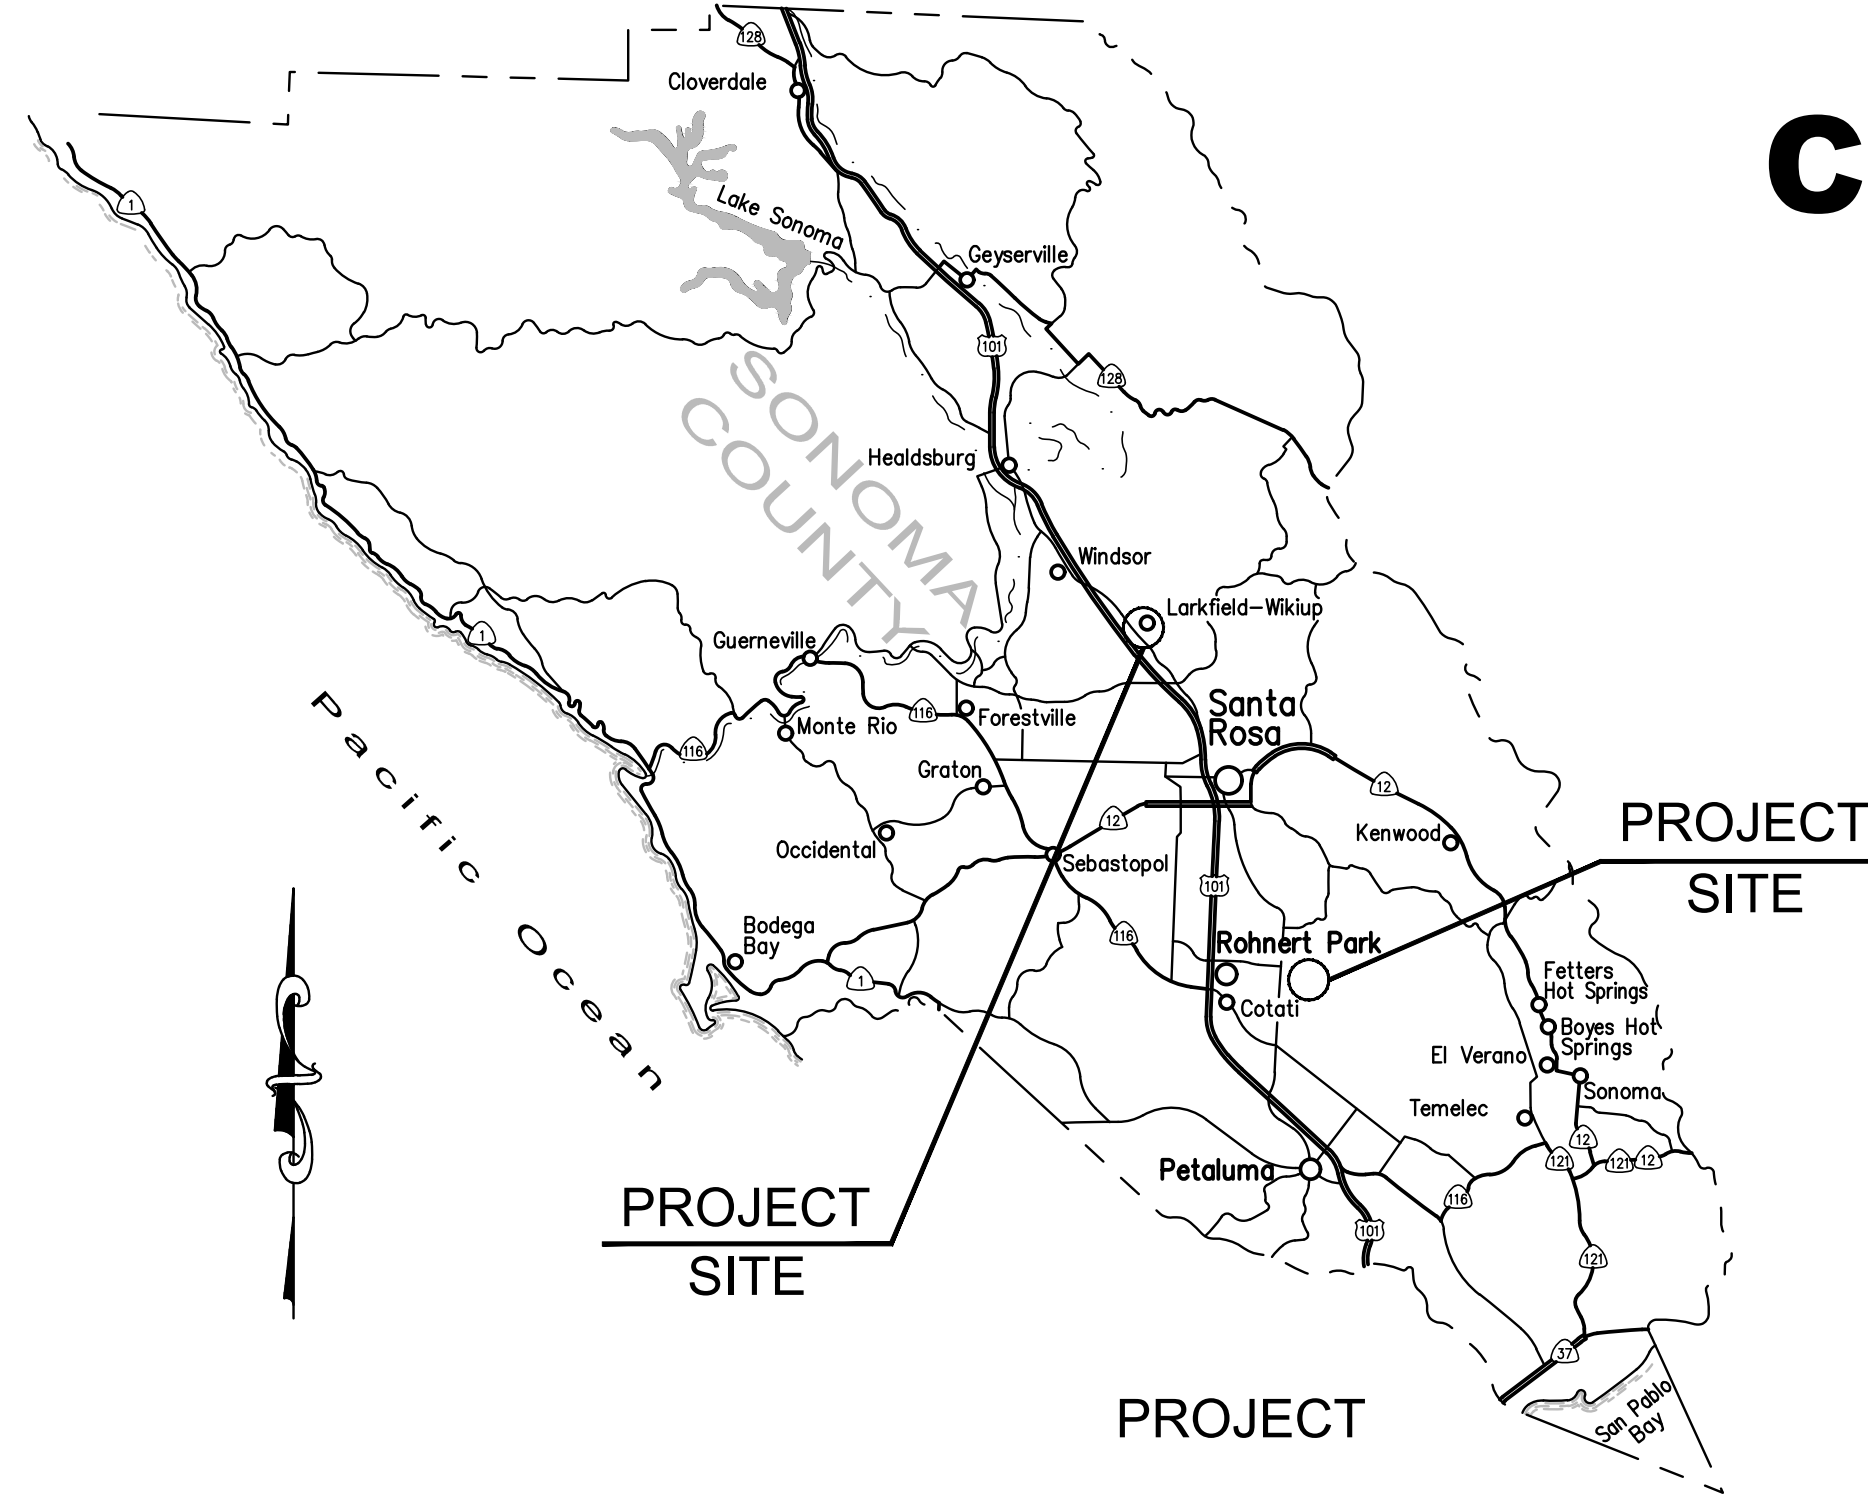 128
Cloverdale
C
1
Lake Sonoma
Geyserville
101
128
SONOMA
COUNTY
Healdsburg
Windsor
Larkfield-Wikiup
1
Guerneville
Pacific Ocean
116
Forestville
Santa
Rosa
Monte Rio
116
Graton
12
PROJECT
SITE
12
Kenwood
Occidental
Sebastopol
101
Bodega
Bay
116
Rohnert Park
1
Cotati
Fetters
Hot Springs
Boyes Hot
Springs
El Verano
Sonoma
Temelec
12
121
121
12
Petaluma
116
PROJECT
SITE
101
121
37
San Pablo
Bay
PROJECT